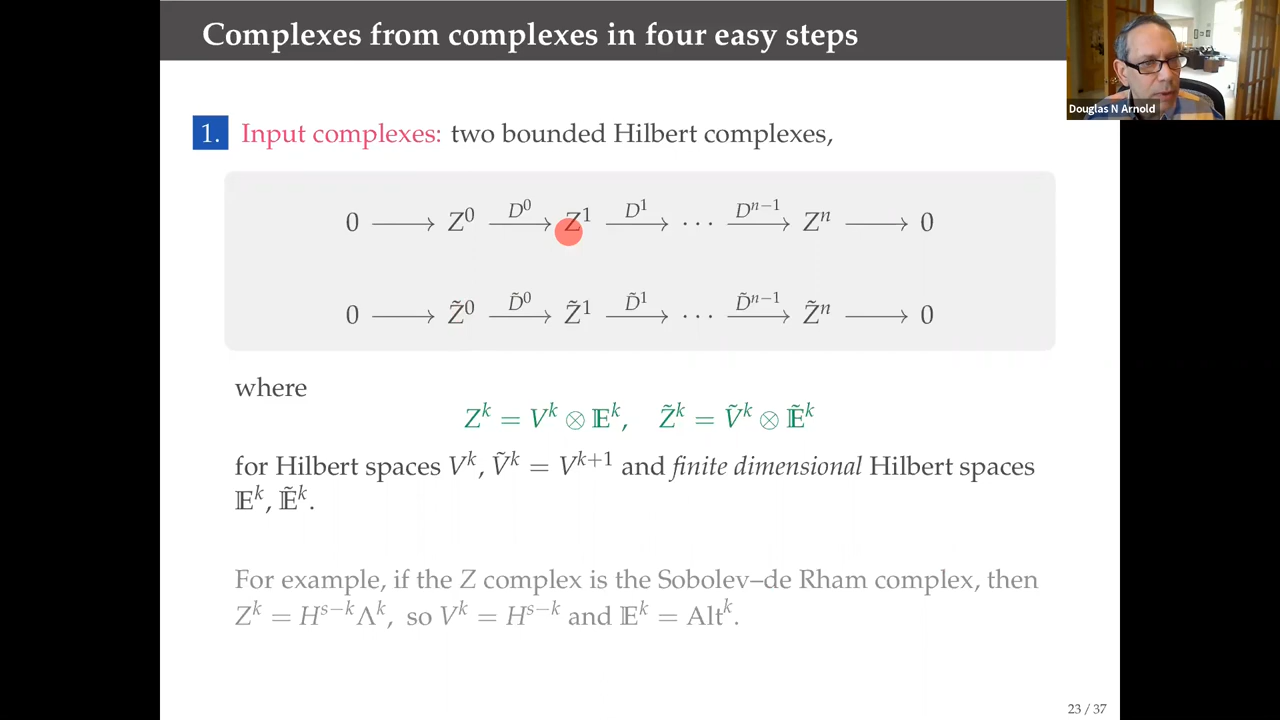 Complexes from complexes in four easy steps
Douglas N Arnold
1. Input complexes: two bounded Hilbert complexes,
0 ⟶ Z⁰ —D⁰→ Z¹ —D¹→ ⋯ —Dⁿ⁻¹→ Zⁿ ⟶ 0
0 ⟶ Z̃⁰ —D̃⁰→ Z̃¹ —D̃¹→ ⋯ —D̃ⁿ⁻¹→ Z̃ⁿ ⟶ 0
where
Zᵏ = Vᵏ ⊗ 𝔼ᵏ, Z̃ᵏ = Ṽᵏ ⊗ 𝔼̃ᵏ
for Hilbert spaces Vᵏ, Ṽᵏ = Vᵏ⁺¹ and finite dimensional Hilbert spaces
𝔼ᵏ, 𝔼̃ᵏ.
For example, if the Z complex is the Sobolev–de Rham complex, then
Zᵏ = Hˢ⁻ᵏΛᵏ, so Vᵏ = Hˢ⁻ᵏ and 𝔼ᵏ = Altᵏ.
23 / 37